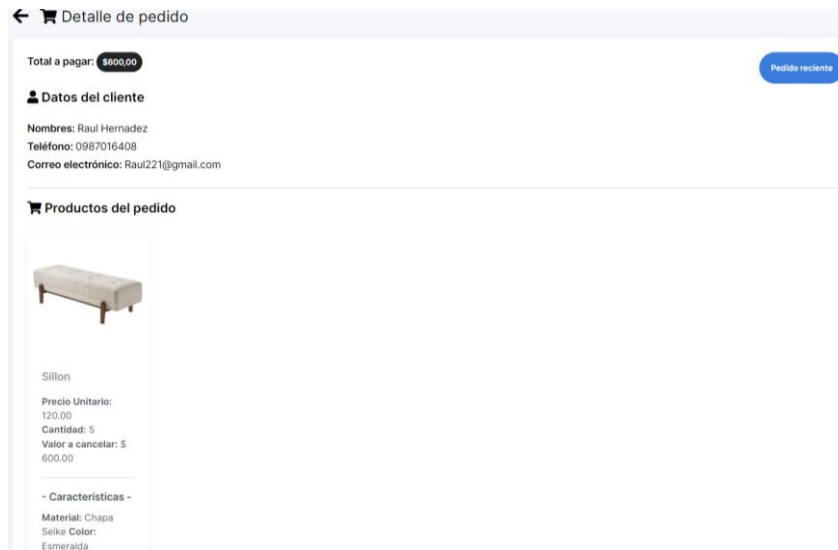 Detalle de pedido
Total a pagar: $600,00
Pedido reciente
Datos del cliente
Nombres: Raul Hernadez
Teléfono: 0987016408
Correo electrónico: Raul221@gmail.com
Productos del pedido
Sillon
Precio Unitario:
120.00
Cantidad: 5
Valor a cancelar: $
600.00
- Características -
Material: Chapa
Seike Color:
Esmeralda